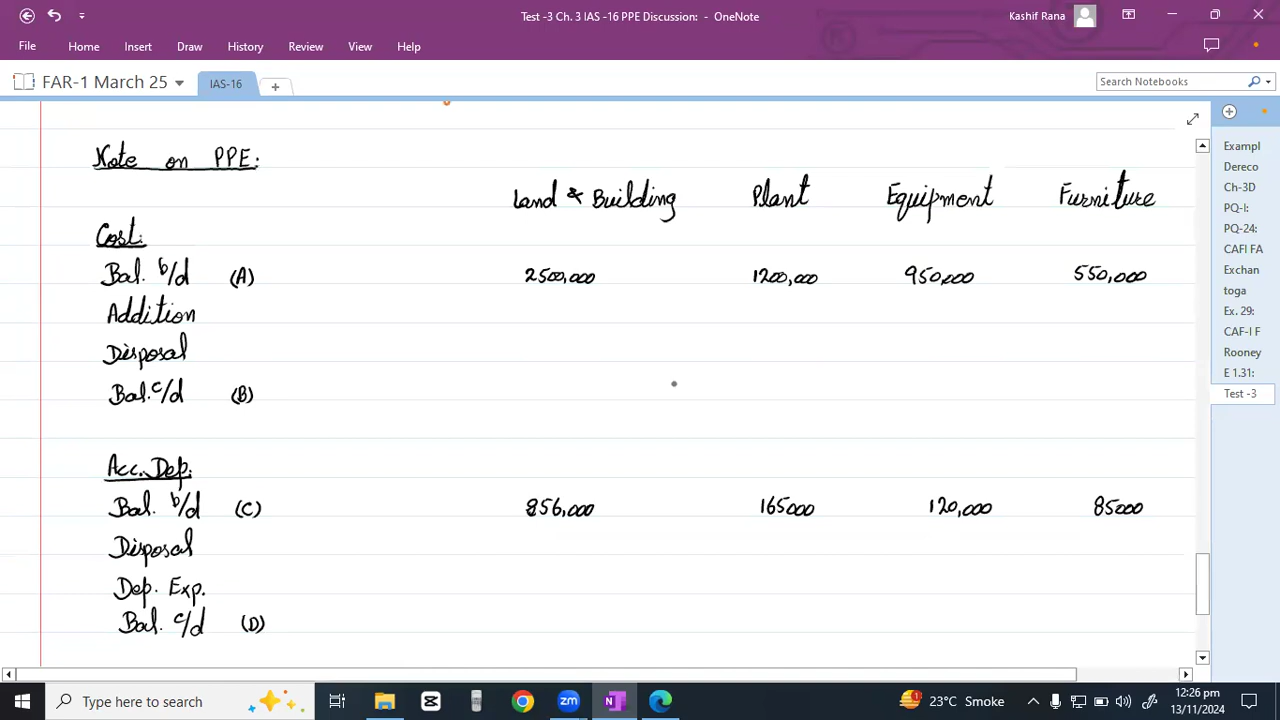 Test -3 Ch. 3 IAS -16 PPE Discussion: - OneNote
Kashif Rana
File Home Insert Draw History Review View Help
FAR-1 March 25
IAS-16
Search Notebooks
Note on PPE:
Land & Building Plant Equipment Furniture
Cost:
Bal. b/d (A) 2500,000 1200,000 950,000 550,000
Addition
Disposal
Bal. c/d (B)
Acc. Dep.
Bal. b/d (C) 856,000 165000 120,000 85000
Disposal
Dep. Exp.
Bal. c/d (D)
Exampl
Dereco
Ch-3D
PQ-I:
PQ-24:
CAFI FA
Exchan
toga
Ex. 29:
CAF-I F
Rooney
E 1.31:
Test -3
Type here to search
1
23°C Smoke
12:26 pm
13/11/2024